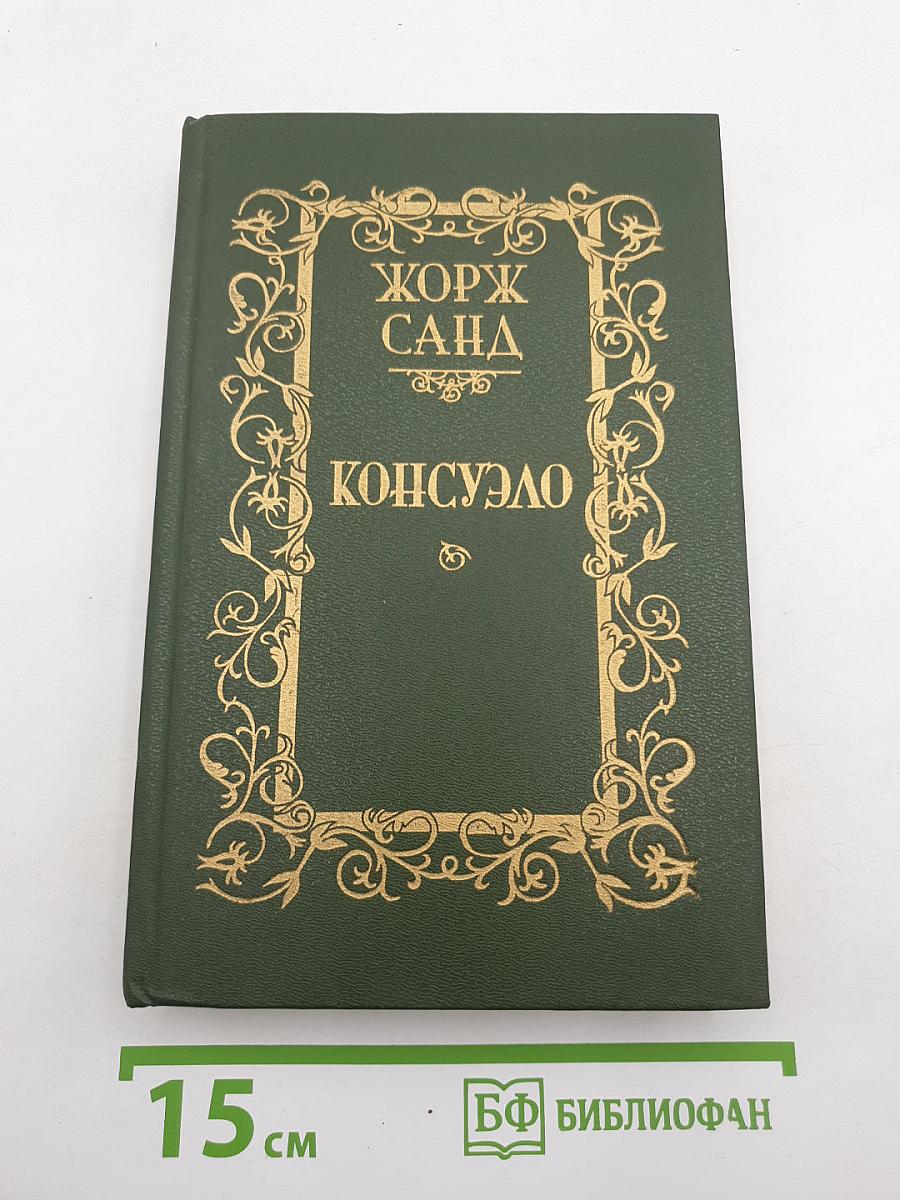 ЖОРЖ
САНД
КОНСУЭЛО
15 см
БФ БИБЛИОФАН